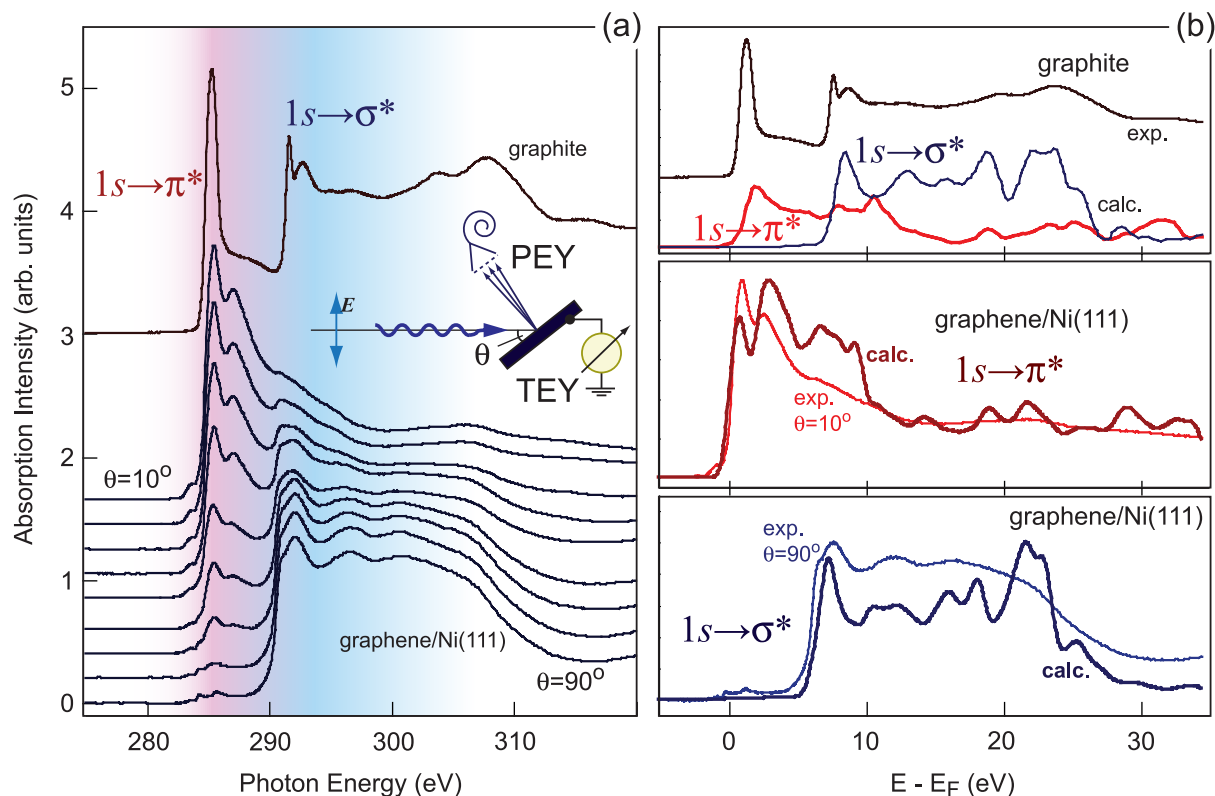 (a)
Absorption Intensity (arb. units)
5
4
3
2
1
0
1s→π*
1s→σ*
graphite
E
PEY
θ
TEY
θ=10°
graphene/Ni(111)
θ=90°
280
290
300
310
Photon Energy (eV)
(b)
graphite
exp.
1s→σ*
calc.
1s→π*
graphene/Ni(111)
calc.
1s→π*
exp.
θ=10°
graphene/Ni(111)
exp.
θ=90°
1s→σ*
calc.
0
10
20
30
E - EF (eV)